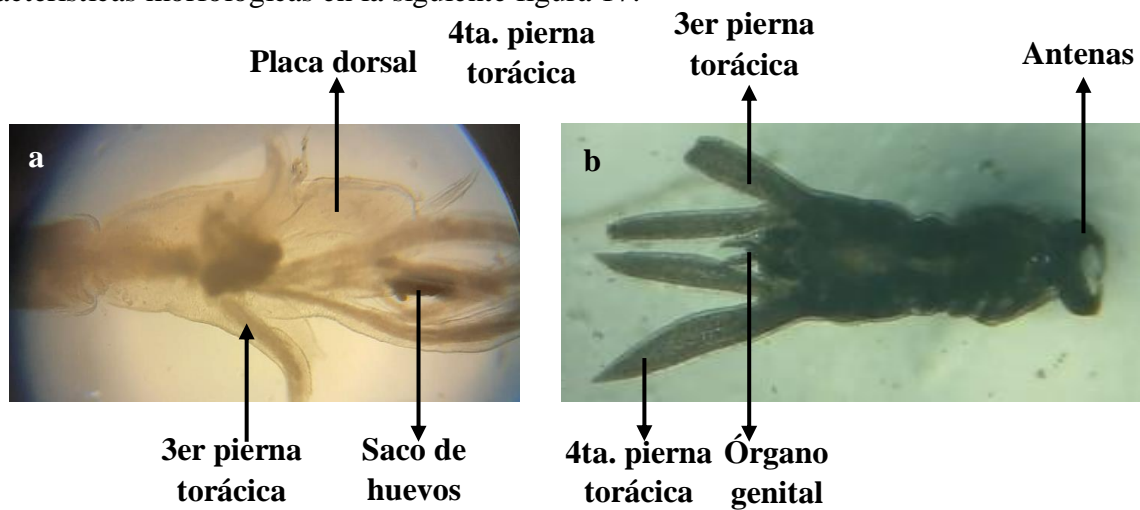 acterísticas morfológicas en la siguiente figura 17.
Placa dorsal
4ta. pierna
torácica
3er pierna
torácica
Antenas
a
b
3er pierna
torácica
Saco de
huevos
4ta. pierna
torácica
Órgano
genital